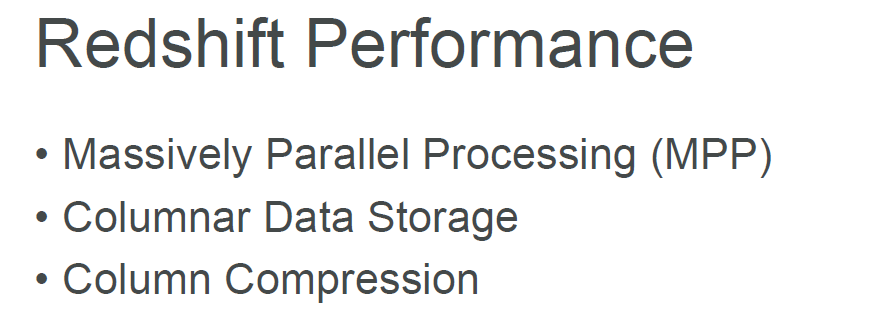 Redshift Performance
• Massively Parallel Processing (MPP)
• Columnar Data Storage
• Column Compression